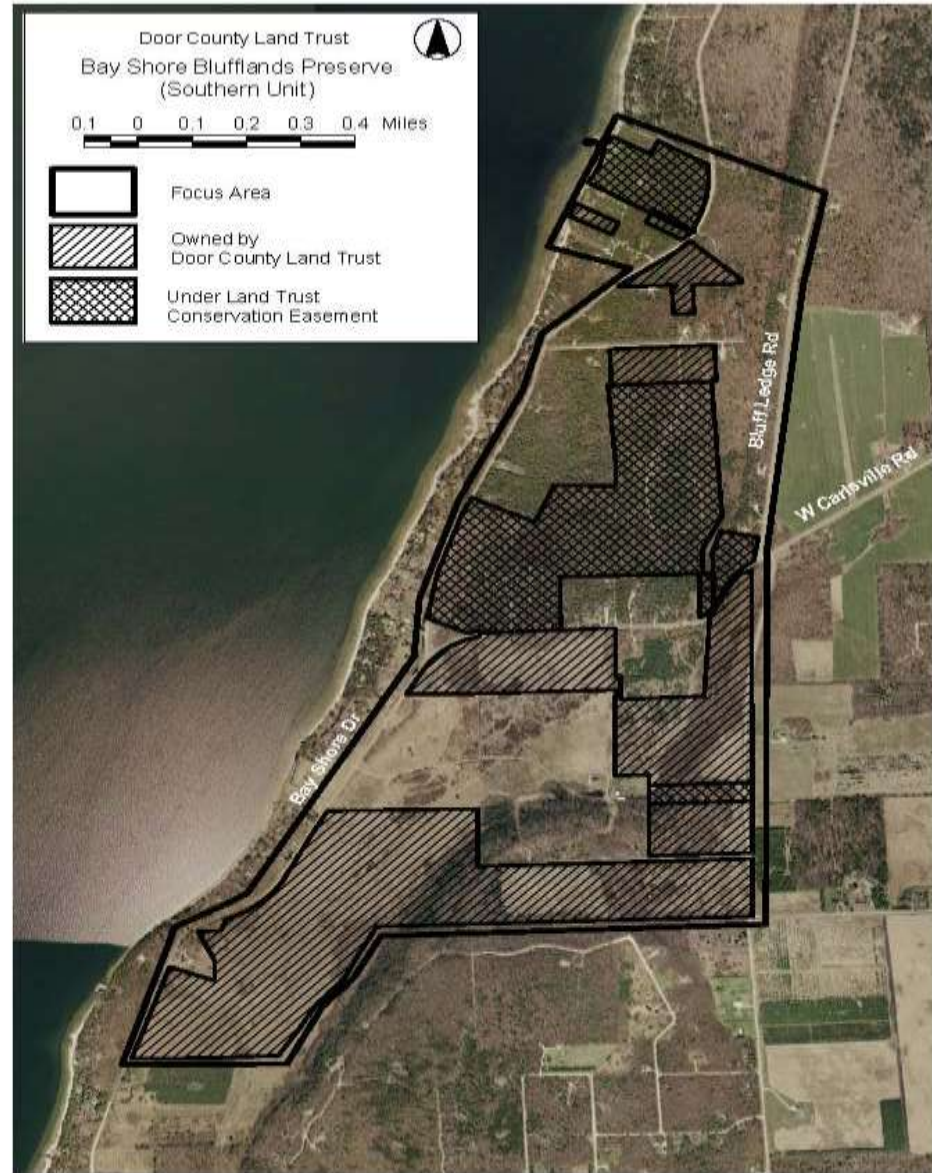 Door County Land Trust
Bay Shore Blufflands Preserve
(Southern Unit)
0.1 0 0.1 0.2 0.3 0.4 Miles
Focus Area
Owned by
Door County Land Trust
Under Land Trust
Conservation Easement
Bluff Ledge Rd
W Carlsville Rd
Bay Shore Dr